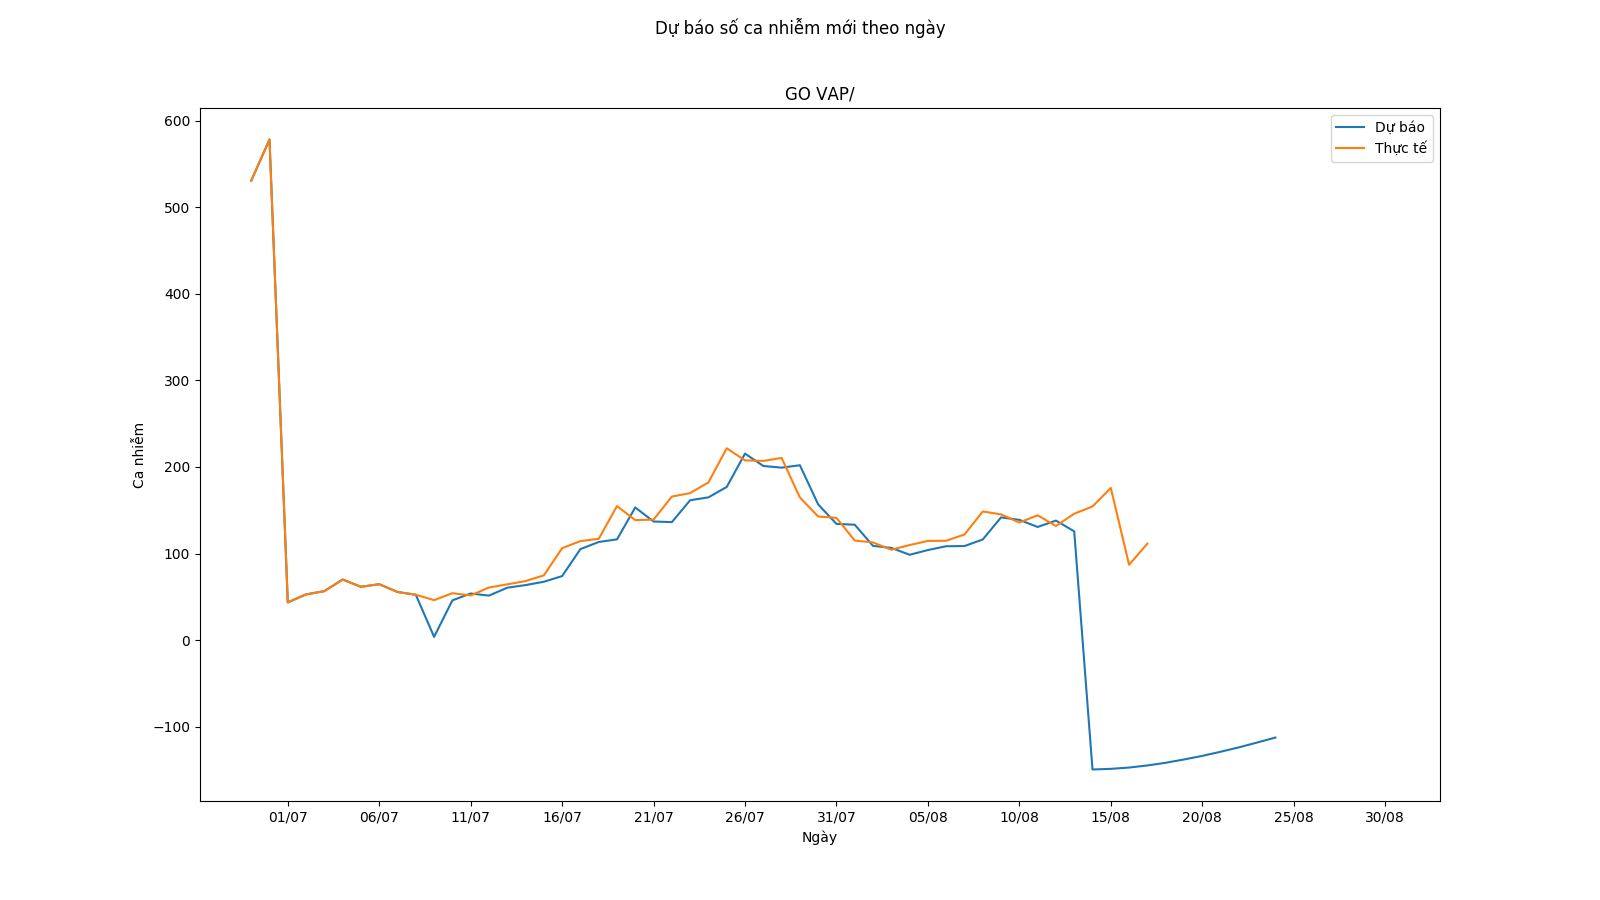 Dự báo số ca nhiễm mới theo ngày
GO VAP/
Dự báo
Thực tế
600
500
400
300
200
100
0
−100
Ca nhiễm
01/07 06/07 11/07 16/07 21/07 26/07 31/07 05/08 10/08 15/08 20/08 25/08 30/08
Ngày